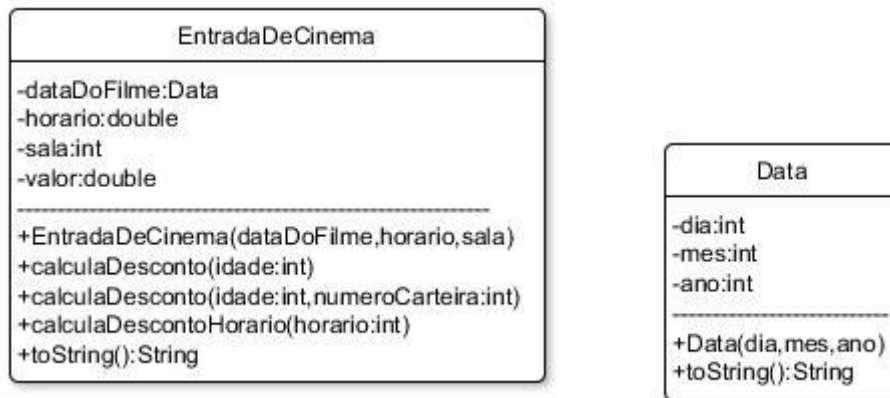 EntradaDeCinema
-dataDoFilme:Data
-horario:double
-sala:int
-valor:double
+EntradaDeCinema(dataDoFilme,horario,sala)
+calculaDesconto(idade:int)
+calculaDesconto(idade:int,numeroCarteira:int)
+calculaDescontoHorario(horario:int)
+toString():String
Data
-dia:int
-mes:int
-ano:int
+Data(dia,mes,ano)
+toString():String